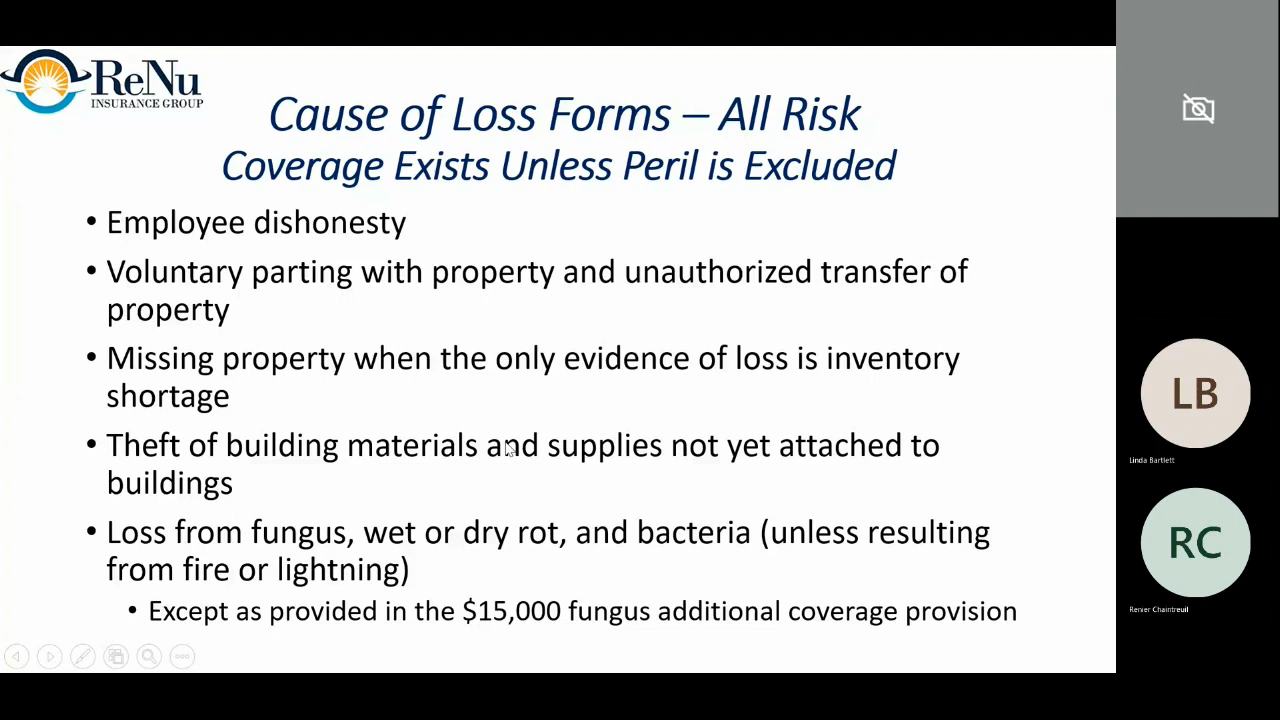 ReNu
INSURANCE GROUP
Cause of Loss Forms – All Risk
Coverage Exists Unless Peril is Excluded
• Employee dishonesty
• Voluntary parting with property and unauthorized transfer of
property
• Missing property when the only evidence of loss is inventory
shortage
• Theft of building materials and supplies not yet attached to
buildings
• Loss from fungus, wet or dry rot, and bacteria (unless resulting
from fire or lightning)
• Except as provided in the $15,000 fungus additional coverage provision
LB
Linda Bartlett
RC
Renier Chaintreuil